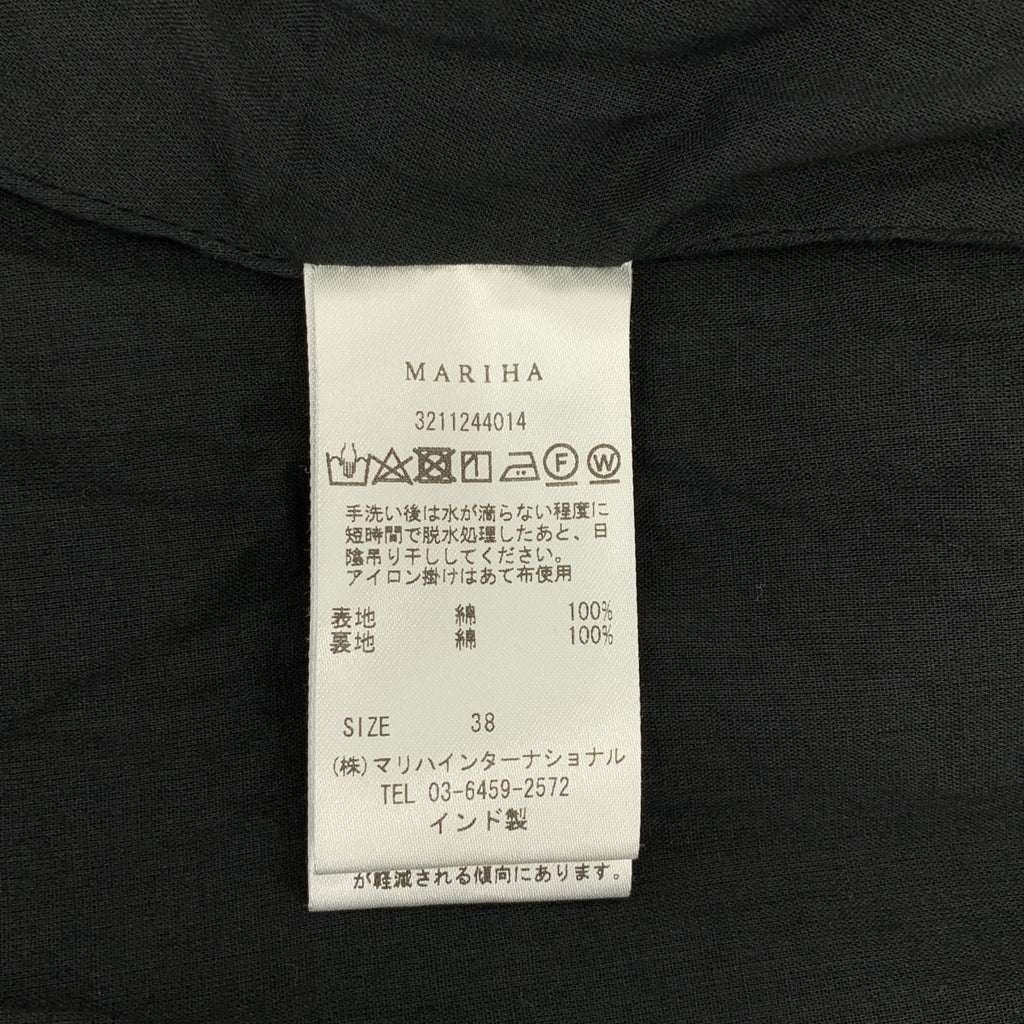 MARIHA
3211244014
F W
手洗い後は水が滴らない程度に
短時間で脱水処理したあと、日
陰吊り干ししてください。
アイロン掛けはあて布使用
表地 綿 100%
裏地 綿 100%
SIZE 38
(株)マリハインターナショナル
TEL 03-6459-2572
インド製
が軽減される傾向にあります。